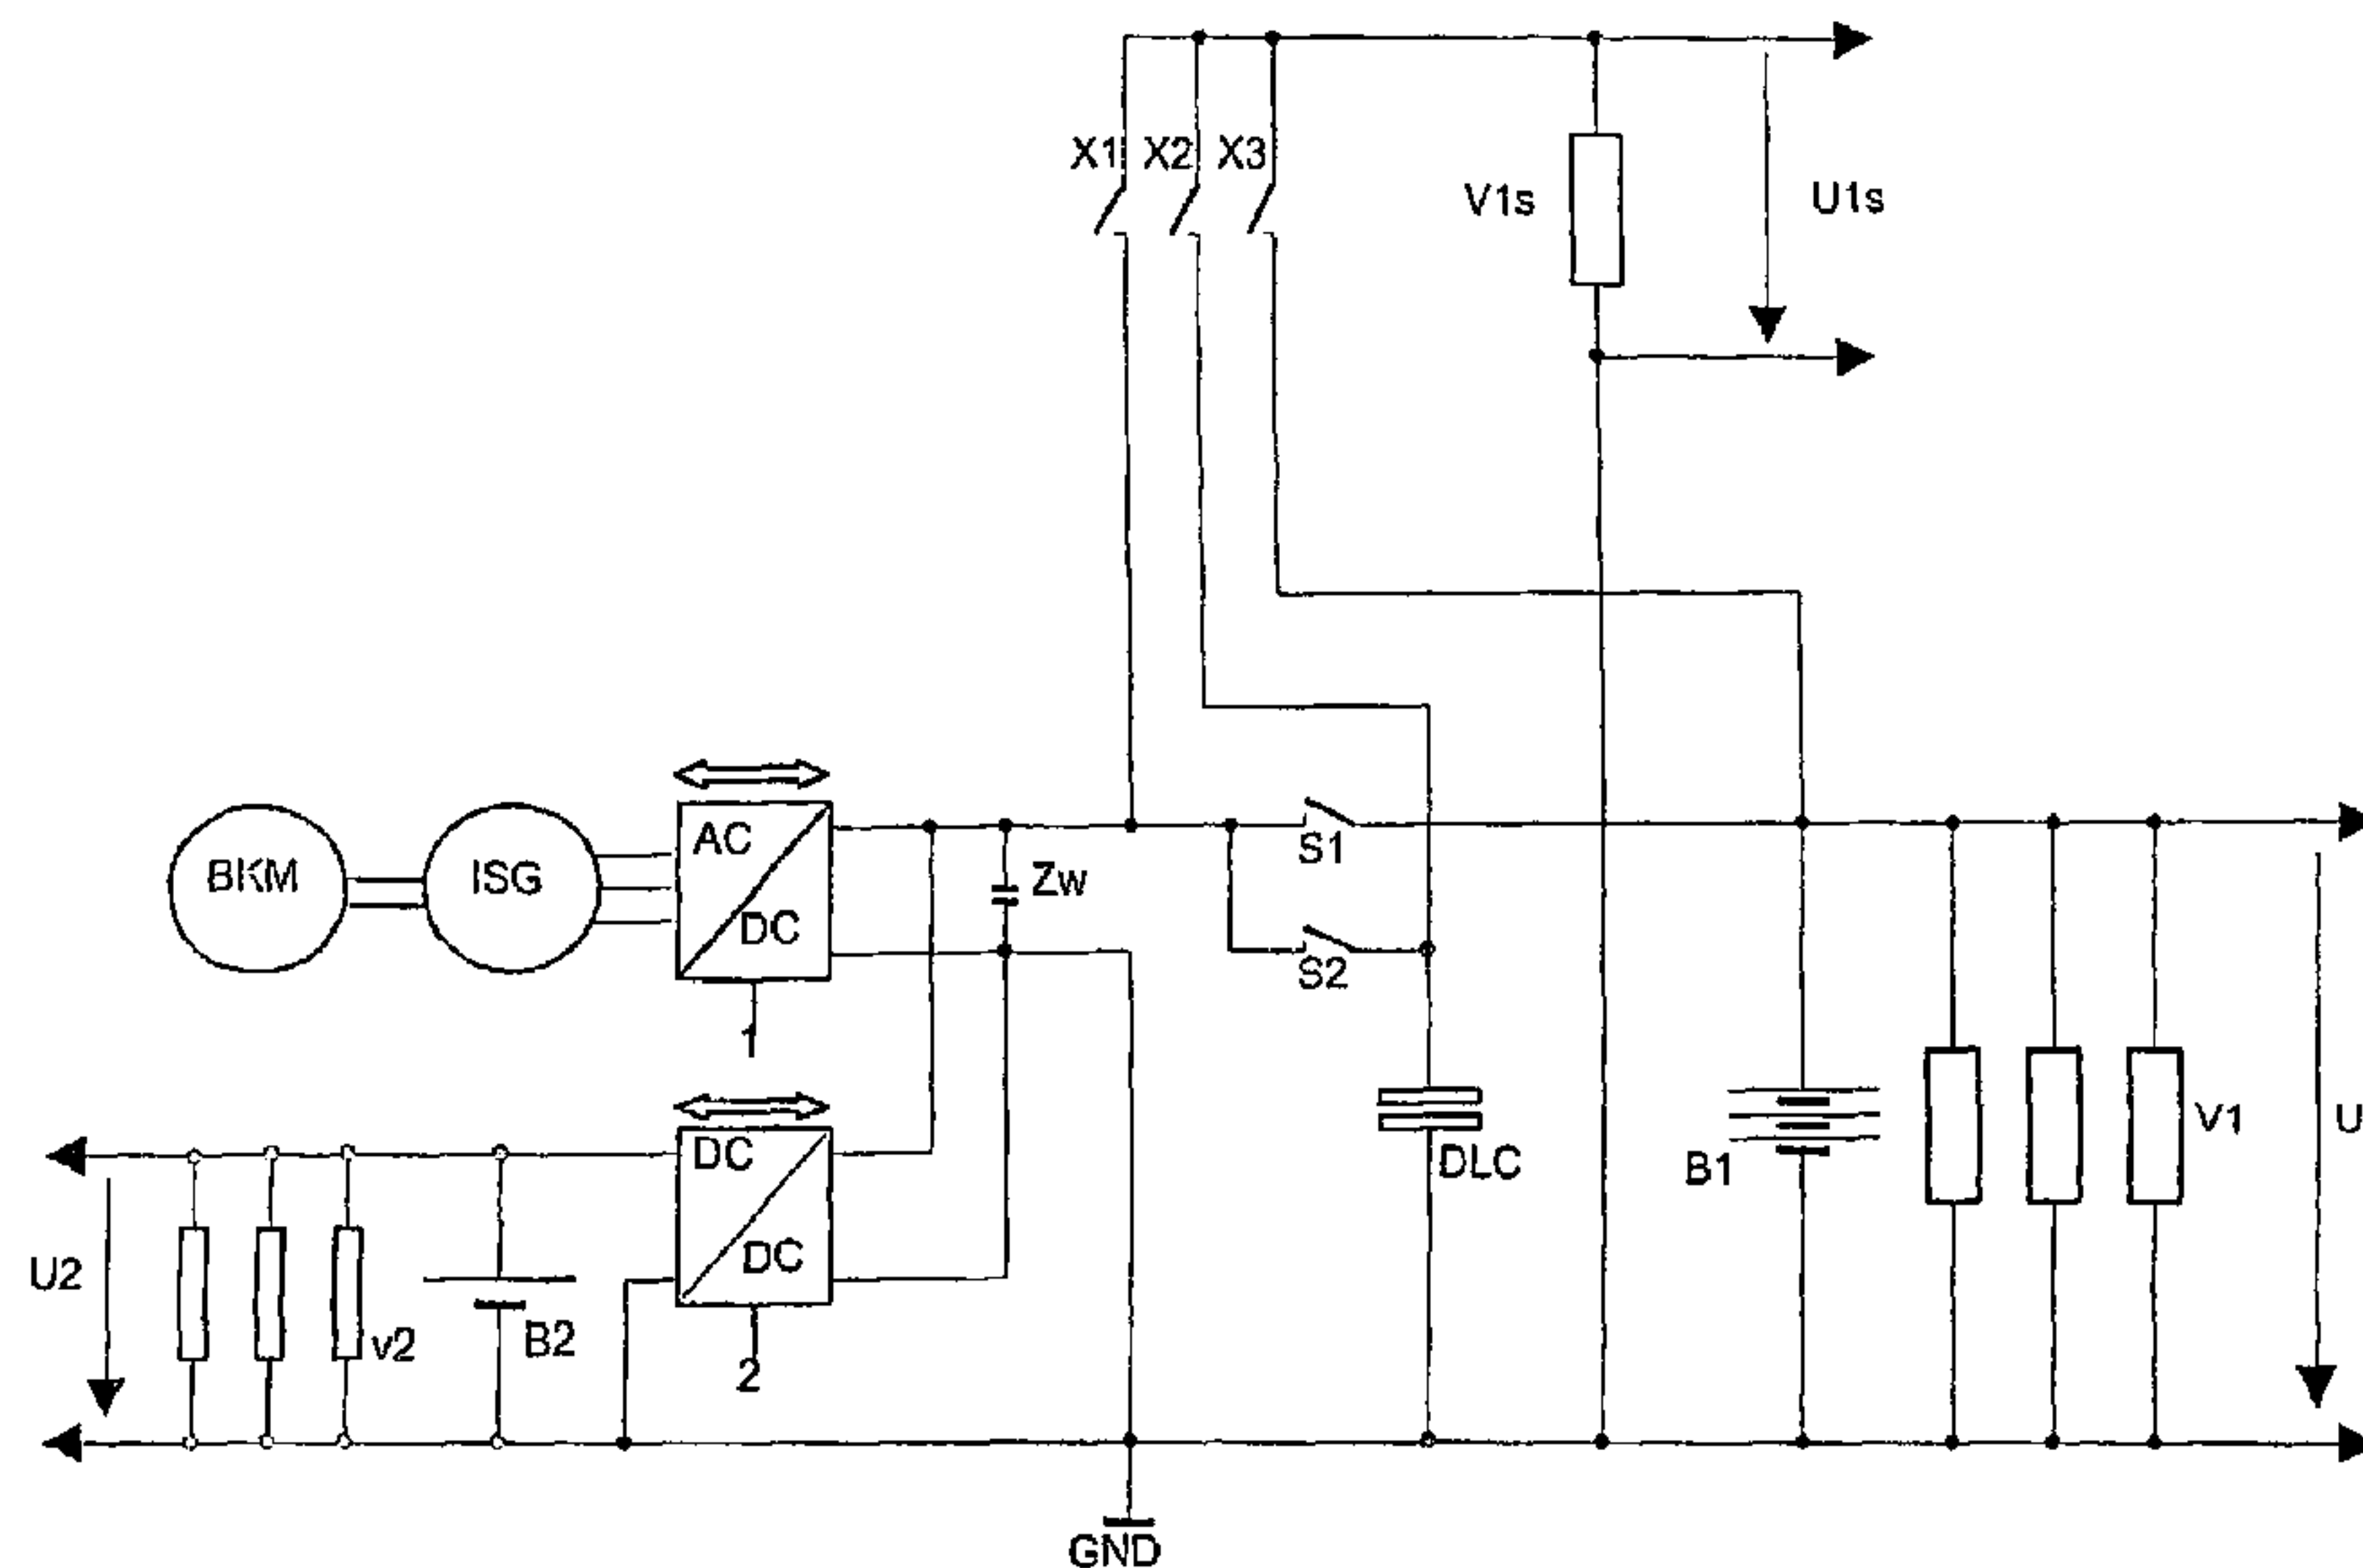 X1 X2 X3
V1s
U1s
BKM
ISG
AC
DC
1
Zw
S1
S2
DC
DC
2
U2
v2
B2
DLC
B1
V1
U
GND